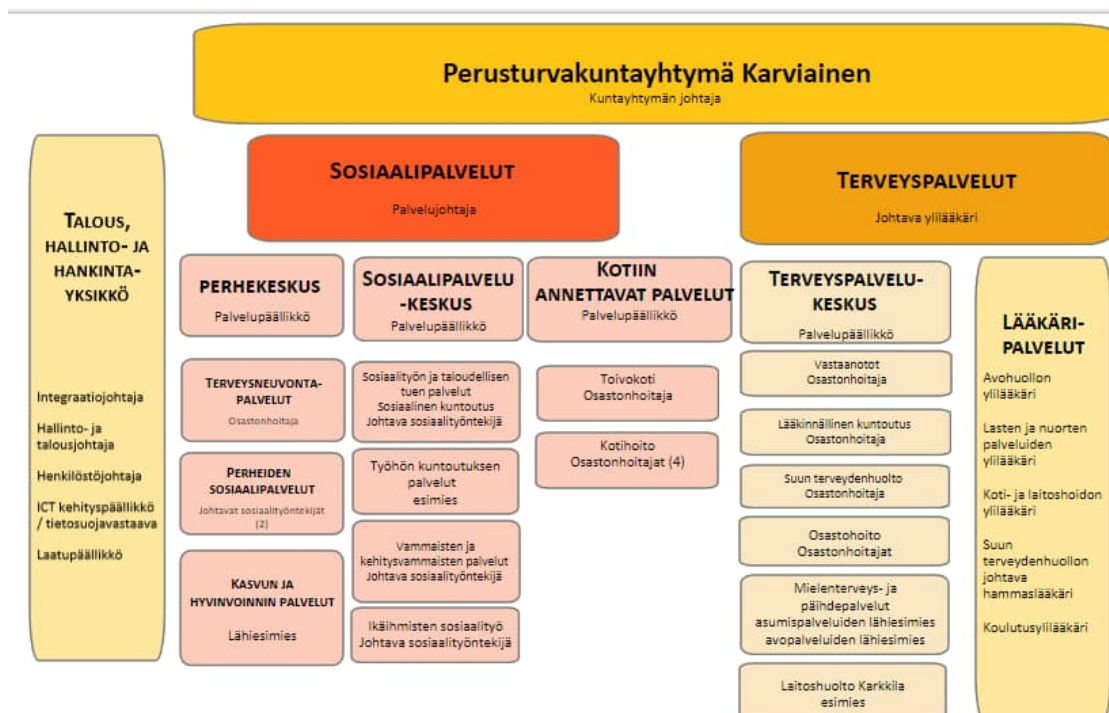 Perusturvakuntayhtymä Karviainen
Kuntayhtymän johtaja
TALOUS,
HALLINTO- JA
HANKINTA-
YKSIKKÖ
Integraatiojohtaja
Hallinto- ja
talousjohtaja
Henkilöstöjohtaja
ICT kehityspäällikkö
/ tietosuojavastaava
Laatupäällikkö
SOSIAALIPALVELUT
Palvelujohtaja
PERHEKESKUS
Palvelupäällikkö
TERVEYSNEUVONTA-
PALVELUT
Osastonhoitaja
PERHEIDEN
SOSIAALIPALVELUT
Johtavat sosiaalityöntekijät
(2)
KASVUN JA
HYVINVOINNIN PALVELUT
Lähiesimies
SOSIAALIPALVELU
-KESKUS
Palvelupäällikkö
Sosiaalityön ja taloudellisen
tuen palvelut
Sosiaalinen kuntoutus
Johtava sosiaalityöntekijä
Työhön kuntoutuksen
palvelut
esimies
Vammaisten ja
kehitysvammaisten palvelut
Johtava sosiaalityöntekijä
Ikäihmisten sosiaalityö
Johtava sosiaalityöntekijä
KOTIIN
ANNETTAVAT PALVELUT
Palvelupäällikkö
Toivokoti
Osastonhoitaja
Kotihoito
Osastonhoitajat (4)
TERVEYSPALVELUT
Johtava ylilääkäri
TERVEYSPALVELU-
KESKUS
Palvelupäällikkö
Vastaanotot
Osastonhoitaja
Lääkinnällinen kuntoutus
Osastonhoitaja
Suun terveydenhuolto
Osastonhoitaja
Osastohoito
Osastonhoitajat
Mielenterveys- ja
päihdepalvelut
asumispalveluiden lähiesimies
avopalveluiden lähiesimies
Laitoshuolto Karkkila
esimies
LÄÄKÄRI-
PALVELUT
Avohuollon
ylilääkäri
Lasten ja nuorten
palveluiden
ylilääkäri
Koti- ja laitoshoidon
ylilääkäri
Suun
terveydenhuollon
johtava
hammaslääkäri
Koulutusylilääkäri